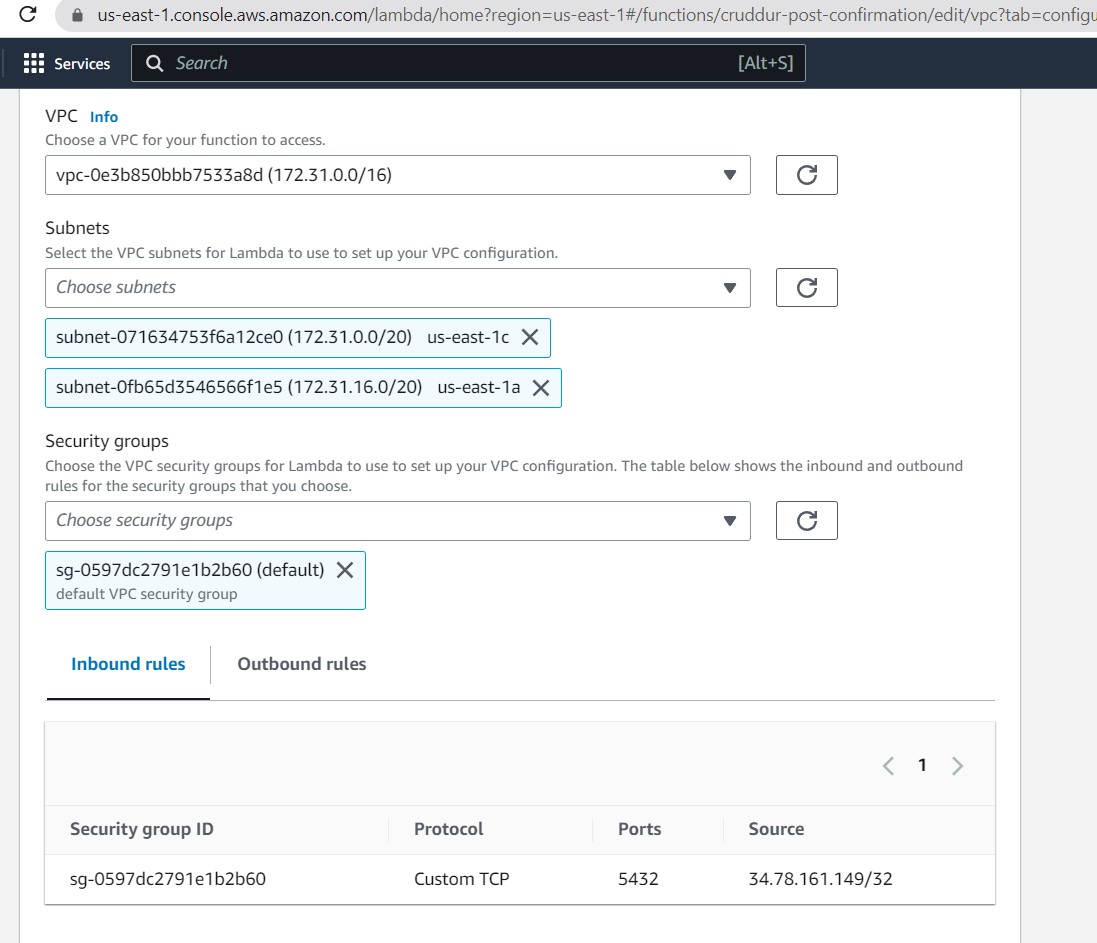 us-east-1.console.aws.amazon.com/lambda/home?region=us-east-1#/functions/cruddur-post-confirmation/edit/vpc?tab=configu
Services Search [Alt+S]
VPC Info
Choose a VPC for your function to access.
vpc-0e3b850bbb7533a8d (172.31.0.0/16)
Subnets
Select the VPC subnets for Lambda to use to set up your VPC configuration.
Choose subnets
subnet-071634753f6a12ce0 (172.31.0.0/20) us-east-1c
subnet-0fb65d3546566f1e5 (172.31.16.0/20) us-east-1a
Security groups
Choose the VPC security groups for Lambda to use to set up your VPC configuration. The table below shows the inbound and outbound
rules for the security groups that you choose.
Choose security groups
sg-0597dc2791e1b2b60 (default)
default VPC security group
Inbound rules Outbound rules
1
Security group ID Protocol Ports Source
sg-0597dc2791e1b2b60 Custom TCP 5432 34.78.161.149/32